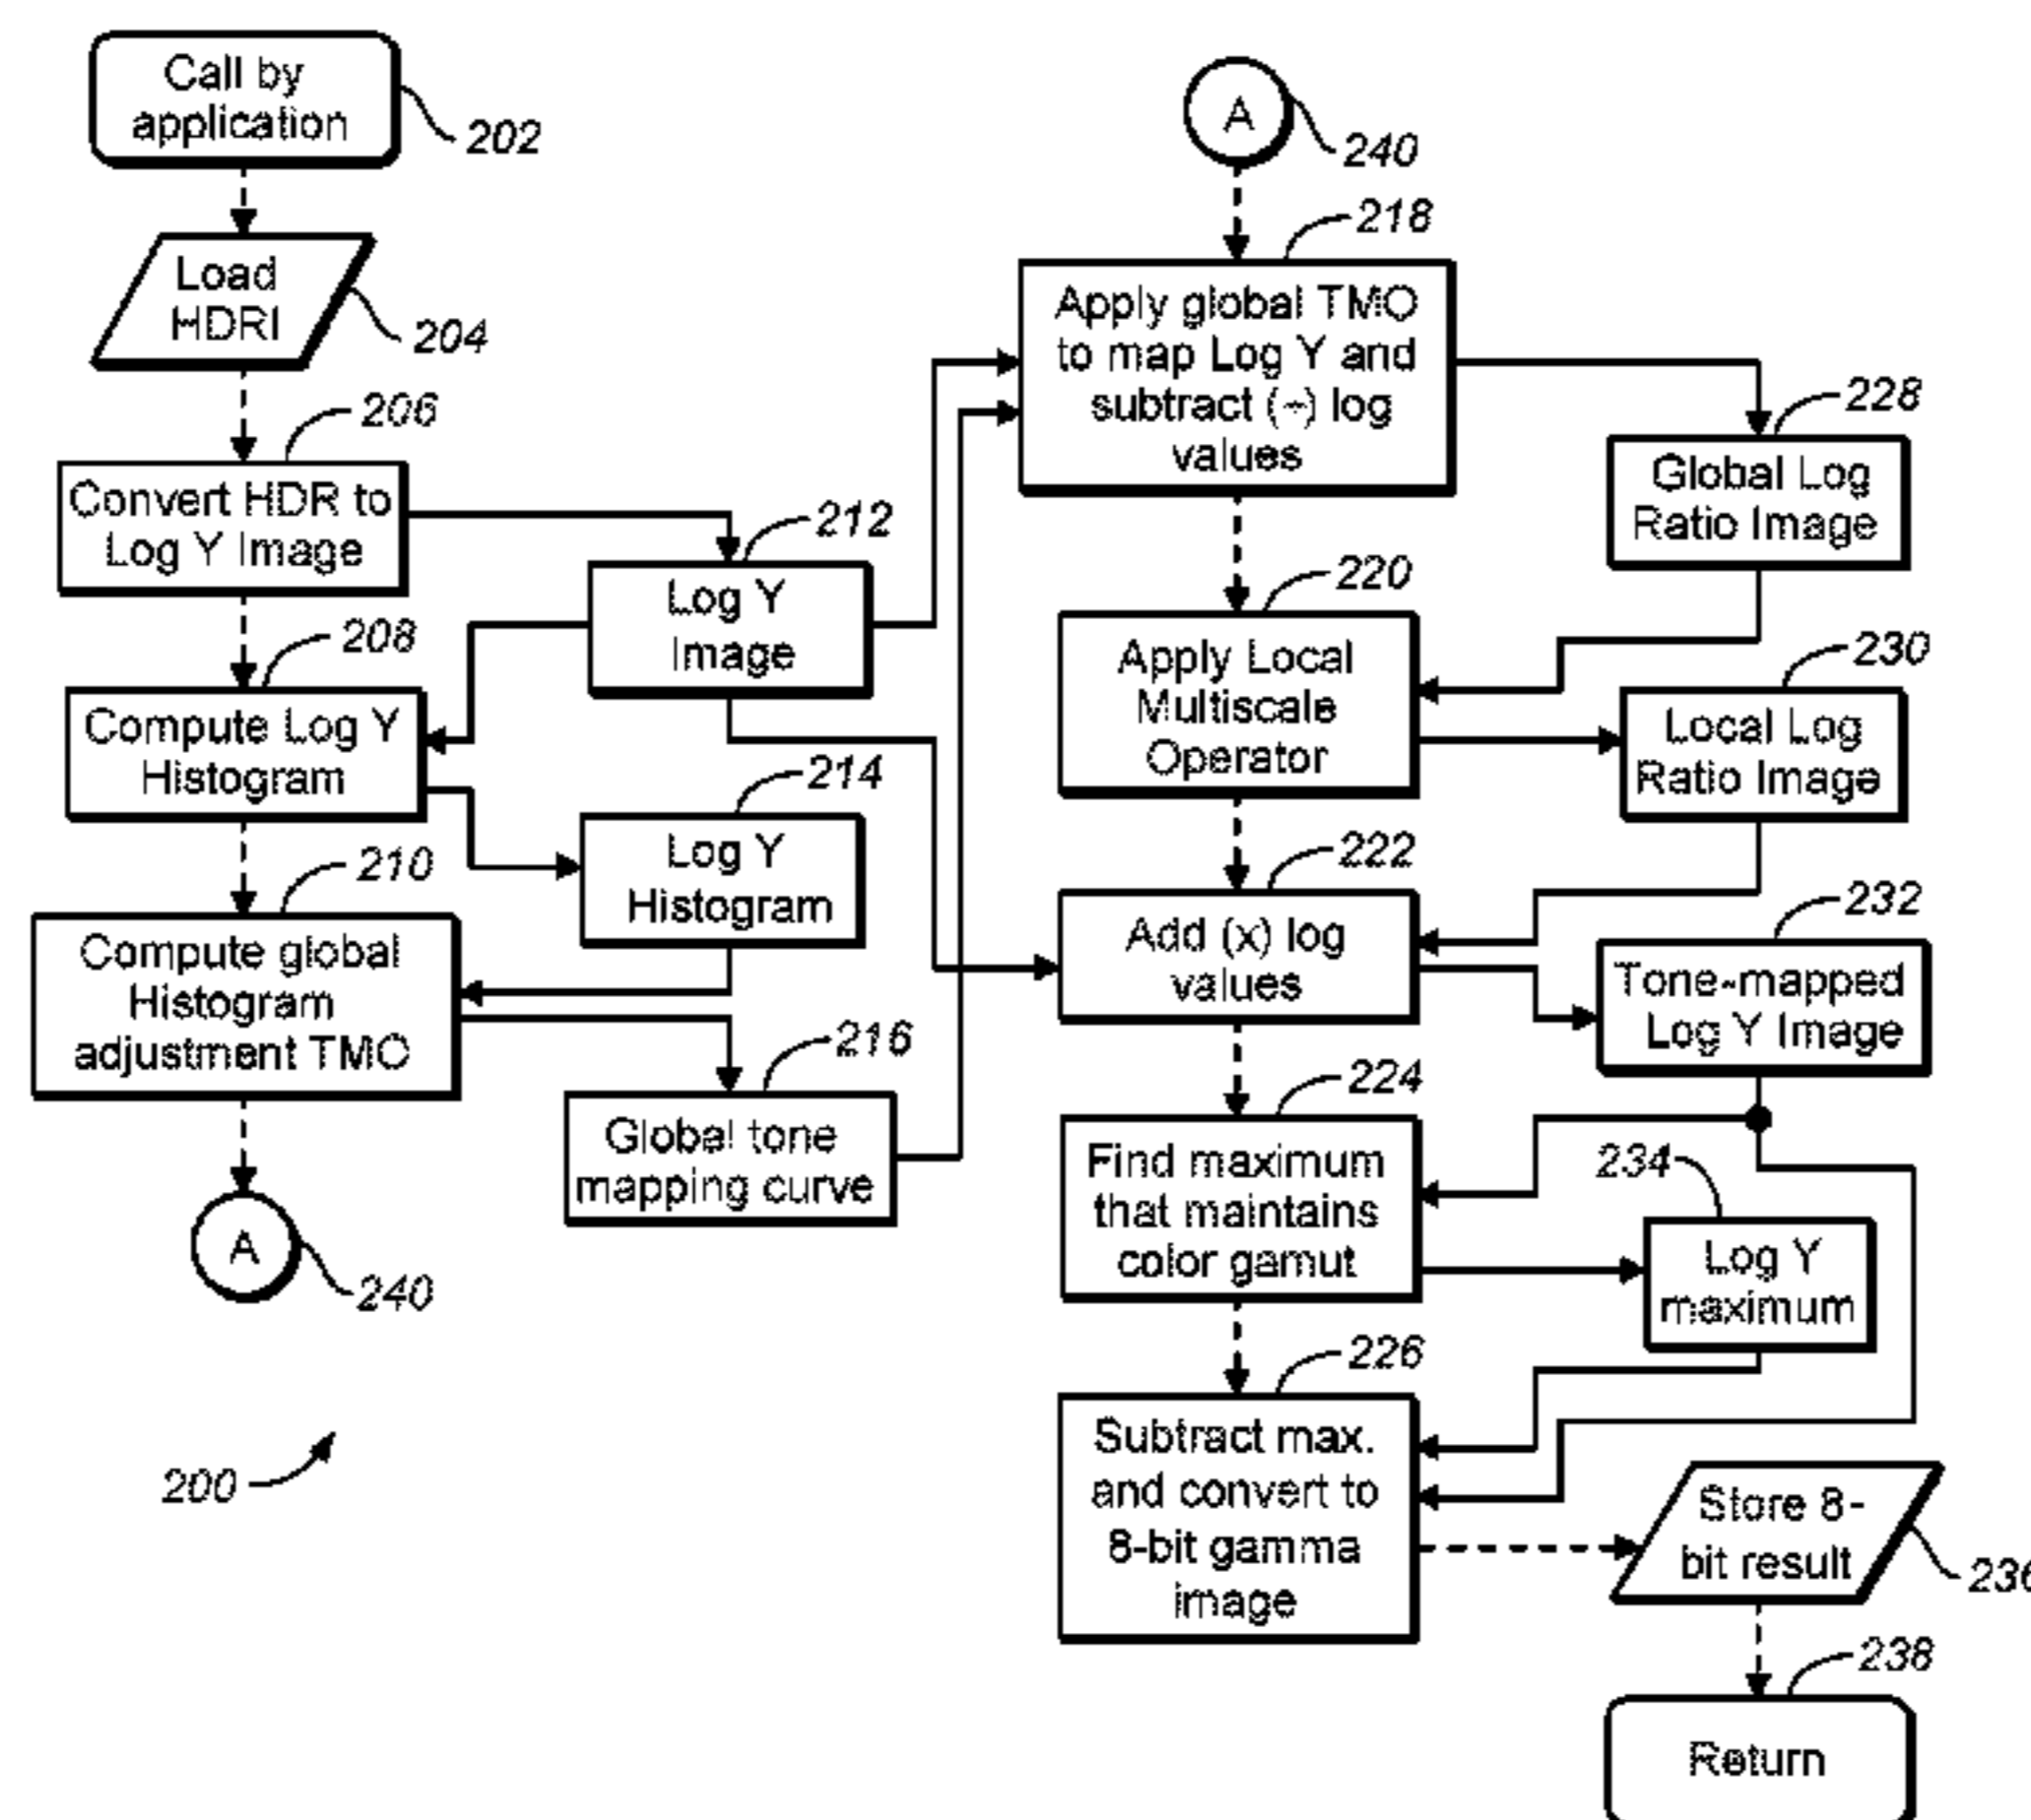 Call by
application
202
Load
HDRI
204
206
Convert HDR to
Log Y Image
208
Compute Log Y
Histogram
210
Compute global
Histogram
adjustment TMO
A
240
200
212
Log Y
Image
214
Log Y
Histogram
216
Global tone
mapping curve
A
240
218
Apply global TMO
to map Log Y and
subtract (÷) log
values
220
Apply Local
Multiscale
Operator
222
Add (x) log
values
224
Find maximum
that maintains
color gamut
226
Subtract max.
and convert to
8-bit gamma
image
228
Global Log
Ratio Image
230
Local Log
Ratio Image
232
Tone-mapped
Log Y Image
234
Log Y
maximum
Store 8-
bit result
236
238
Return